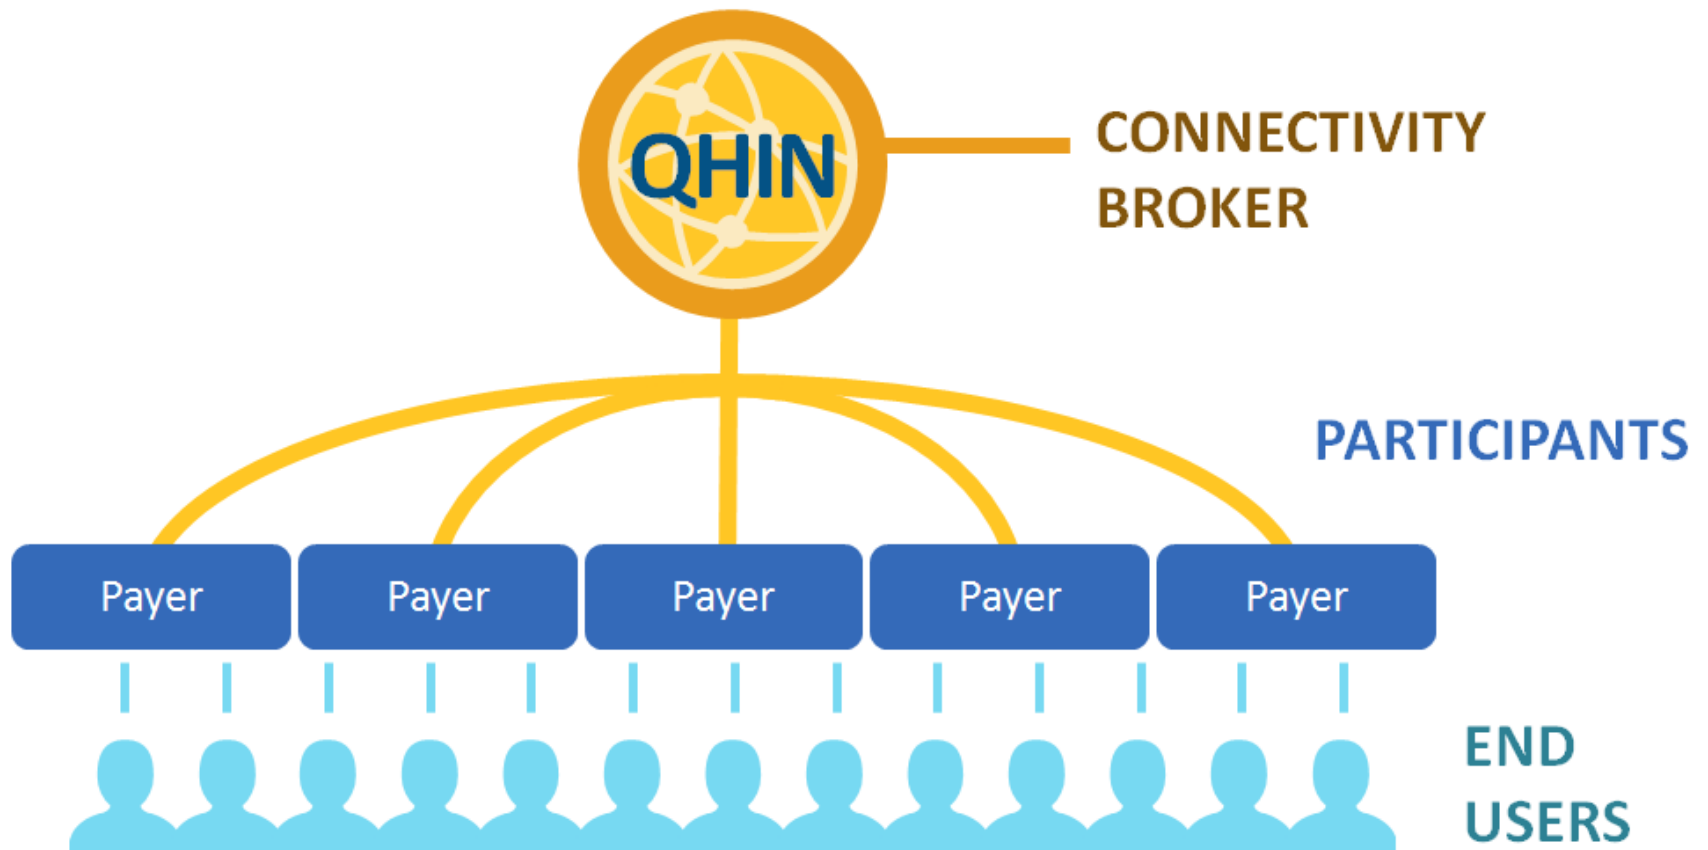 QHIN
CONNECTIVITY
BROKER
PARTICIPANTS
Payer
Payer
Payer
Payer
Payer
END
USERS